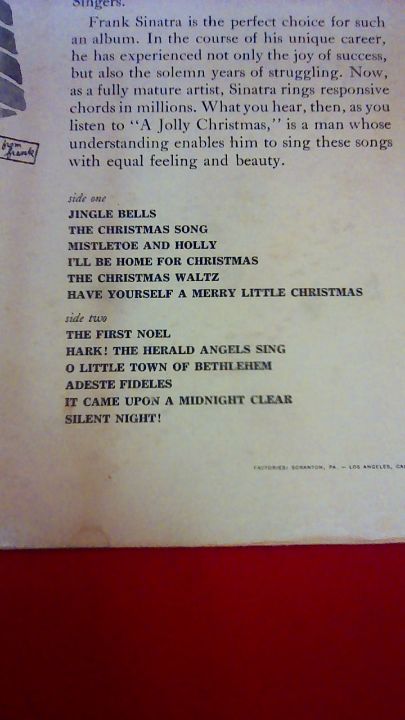 Singers.
Frank Sinatra is the perfect choice for such
an album. In the course of his unique career,
he has experienced not only the joy of success,
but also the solemn years of struggling. Now,
as a fully mature artist, Sinatra rings responsive
chords in millions. What you hear, then, as you
listen to "A Jolly Christmas," is a man whose
understanding enables him to sing these songs
with equal feeling and beauty.
from
frank
side one
JINGLE BELLS
THE CHRISTMAS SONG
MISTLETOE AND HOLLY
I'LL BE HOME FOR CHRISTMAS
THE CHRISTMAS WALTZ
HAVE YOURSELF A MERRY LITTLE CHRISTMAS
side two
THE FIRST NOEL
HARK! THE HERALD ANGELS SING
O LITTLE TOWN OF BETHLEHEM
ADESTE FIDELES
IT CAME UPON A MIDNIGHT CLEAR
SILENT NIGHT!
FACTORIES: SCRANTON, PA. — LOS ANGELES, CA